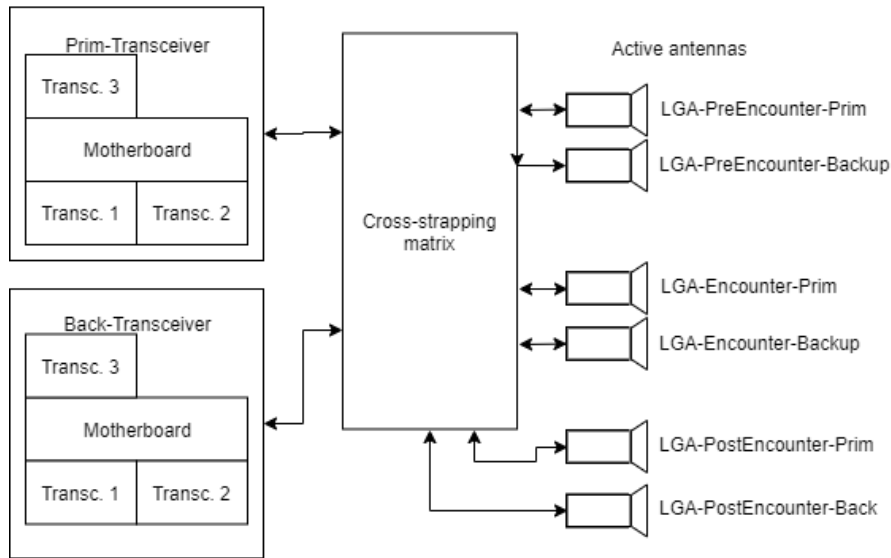 Prim-Transceiver
Transc. 3
Motherboard
Transc. 1
Transc. 2
Back-Transceiver
Transc. 3
Motherboard
Transc. 1
Transc. 2
Cross-strapping
matrix
Active antennas
LGA-PreEncounter-Prim
LGA-PreEncounter-Backup
LGA-Encounter-Prim
LGA-Encounter-Backup
LGA-PostEncounter-Prim
LGA-PostEncounter-Back